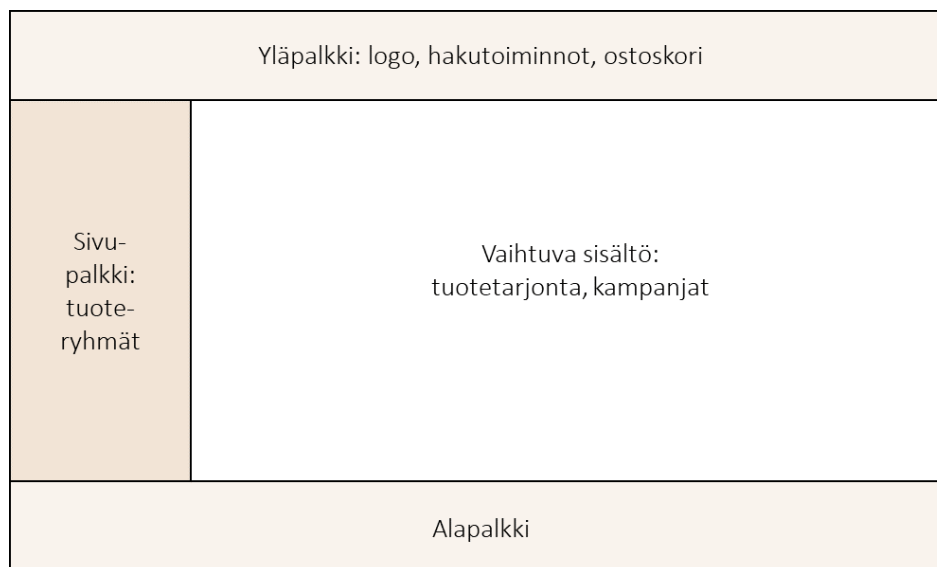 Yläpalkki: logo, hakutoiminnot, ostoskori
Sivu-
palkki:
tuote-
ryhmät
Vaihtuva sisältö:
tuotetarjonta, kampanjat
Alapalkki